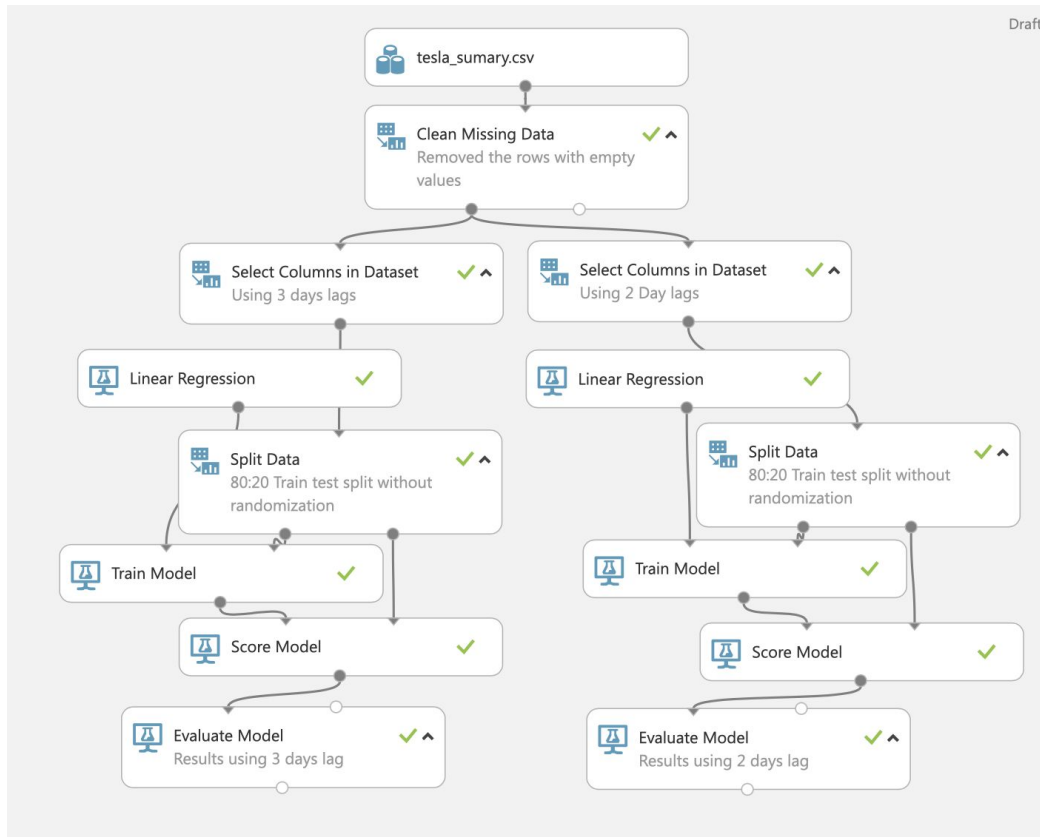 Draft
tesla_sumary.csv
Clean Missing Data
Removed the rows with empty
values
Select Columns in Dataset
Using 3 days lags
Select Columns in Dataset
Using 2 Day lags
Linear Regression
Linear Regression
Split Data
80:20 Train test split without
randomization
Split Data
80:20 Train test split without
randomization
Train Model
Train Model
Score Model
Score Model
Evaluate Model
Results using 3 days lag
Evaluate Model
Results using 2 days lag